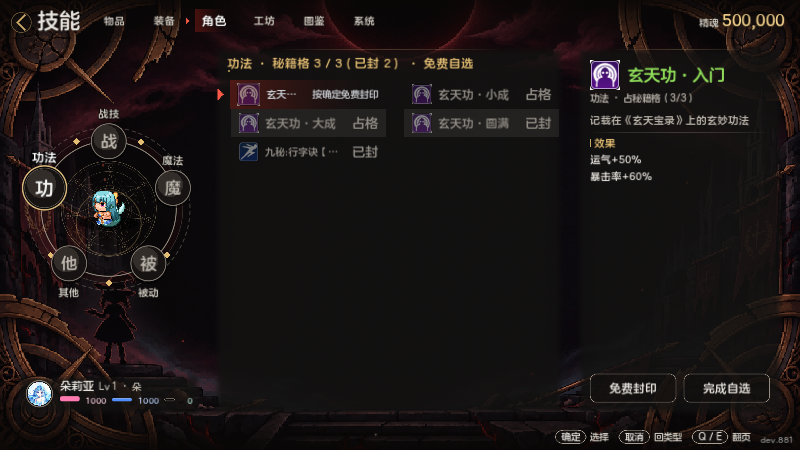 技能 物品 装备 角色 工坊 图鉴 系统 精魂 500,000
功法 · 秘籍格 3 / 3 ( 已封 2 ) · 免费自选
玄天··· 按确定免费封印
玄天功·小成 占格
玄天功·大成 占格
玄天功·圆满 已封
九秘:行字诀【 ··· 已封
战技
战
功法
功
魔法
魔
他
其他
被
被动
玄天功·入门
功法 · 占秘籍格 (3/3)
记载在《玄天宝录》上的玄妙功法
效果
运气+50%
暴击率+60%
朵莉亚 Lv1 · 朵
1000 1000 0
免费封印 完成自选
确定 选择 取消 回类型 Q / E 翻页 dev.881